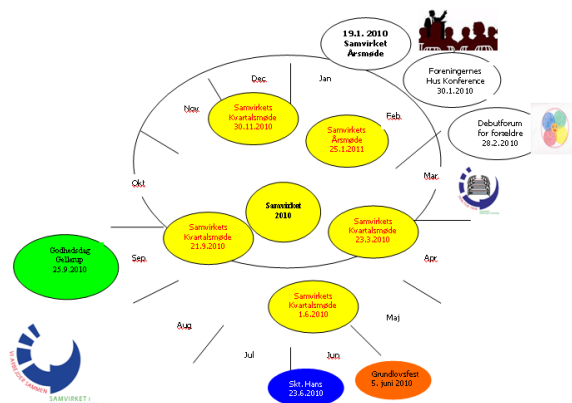 19.1. 2010
Samvirket
Årsmøde
Foreningernes
Hus Konference
30.1.2010
Debutforum
for forældre
28.2.2010
Dec.
Jan
Nov.
Feb.
Samvirkets
Kvartalsmøde
30.11.2010
Samvirkets
Årsmøde
25.1.2011
Okt
Mar.
Samvirket
2010
Samvirkets
Kvartalsmøde
21.9.2010
Samvirkets
Kvartalsmøde
23.3.2010
Godhedsdag
Gellerup
25.9.2010
Sep.
Apr.
Samvirkets
Kvartalsmøde
1.6.2010
Aug
Maj
Jul
Jun
Skt. Hans
23.6.2010
Grundlovsfest
5. juni 2010
VI ARBEJDER SAMMEN
SAMVIRKET I